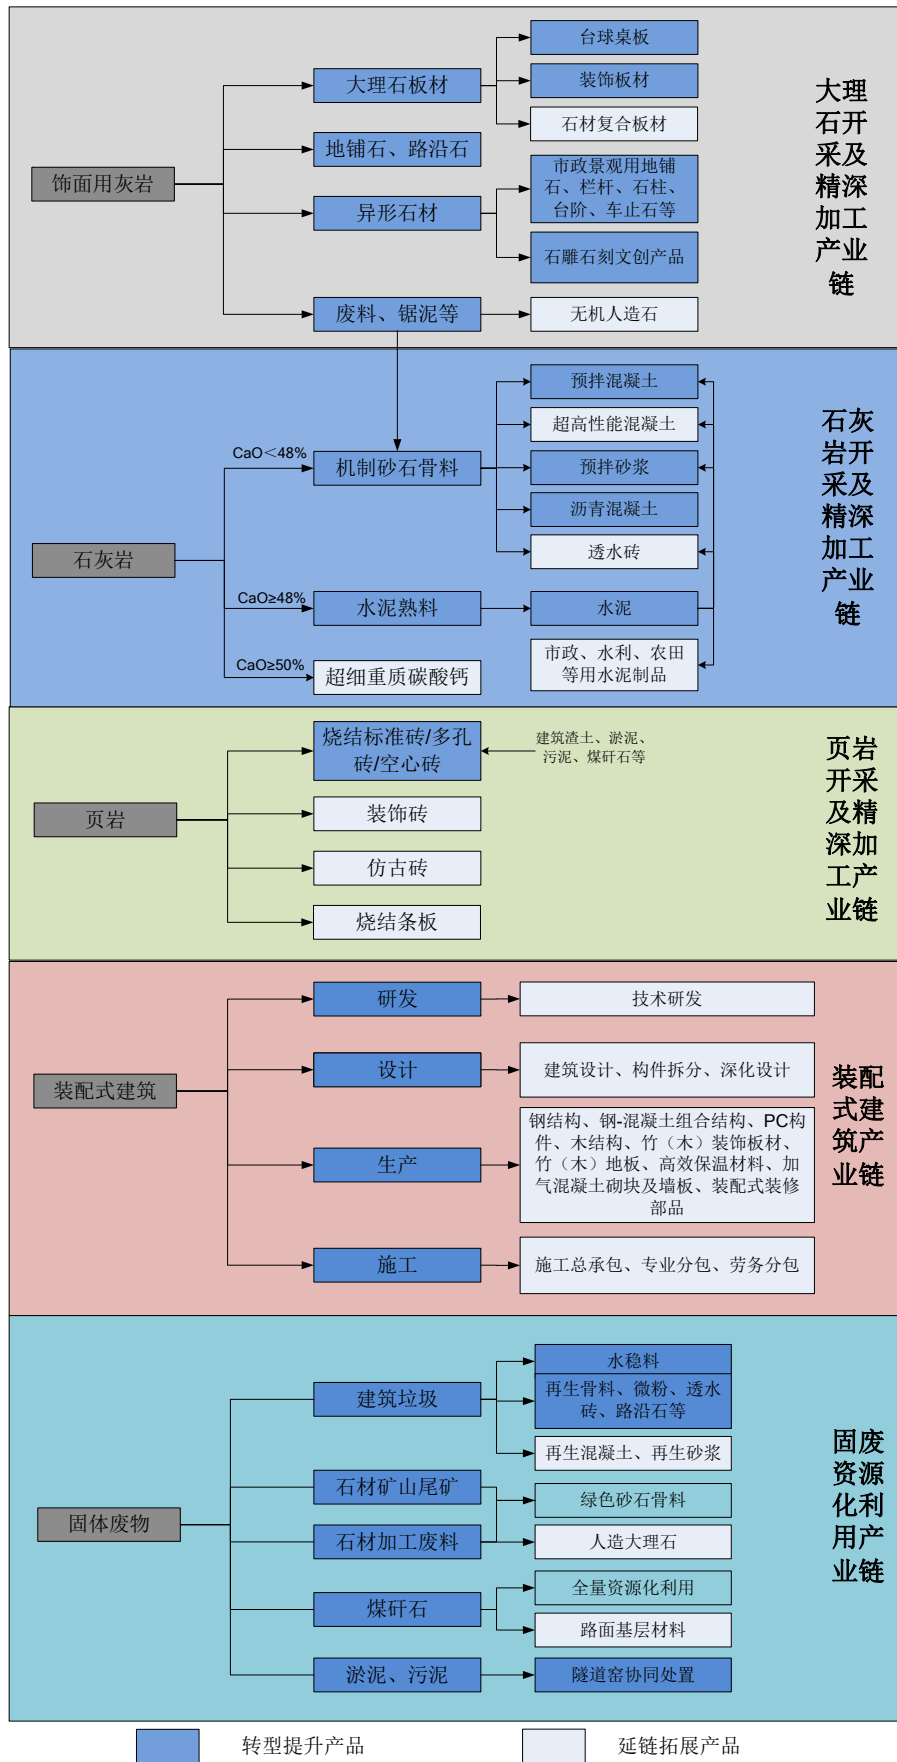 台球桌板
大理石板材
装饰板材
石材复合板材
地铺石、路沿石
饰面用灰岩
市政景观用地铺
石、栏杆、石柱、
台阶、车止石等
异形石材
石雕石刻文创产品
废料、锯泥等
无机人造石
大理
石开
采及
精深
加工
产业
链
预拌混凝土
超高性能混凝土
CaO＜48%
机制砂石骨料
预拌砂浆
沥青混凝土
透水砖
石灰岩
CaO≥48%
水泥熟料
水泥
CaO≥50%
超细重质碳酸钙
市政、水利、农田
等用水泥制品
石灰
岩开
采及
精深
加工
产业
链
烧结标准砖/多孔
砖/空心砖
建筑渣土、淤泥、
污泥、煤矸石等
页岩
装饰砖
仿古砖
烧结条板
页岩
开采
及精
深加
工产
业链
研发
技术研发
设计
建筑设计、构件拆分、深化设计
装配式建筑
生产
钢结构、钢-混凝土组合结构、PC构
件、木结构、竹（木）装饰板材、
竹（木）地板、高效保温材料、加
气混凝土砌块及墙板、装配式装修
部品
施工
施工总承包、专业分包、劳务分包
装配
式建
筑产
业链
水稳料
建筑垃圾
再生骨料、微粉、透水
砖、路沿石等
再生混凝土、再生砂浆
石材矿山尾矿
绿色砂石骨料
固体废物
石材加工废料
人造大理石
煤矸石
全量资源化利用
路面基层材料
淤泥、污泥
隧道窑协同处置
固废
资源
化利
用产
业链
转型提升产品
延链拓展产品